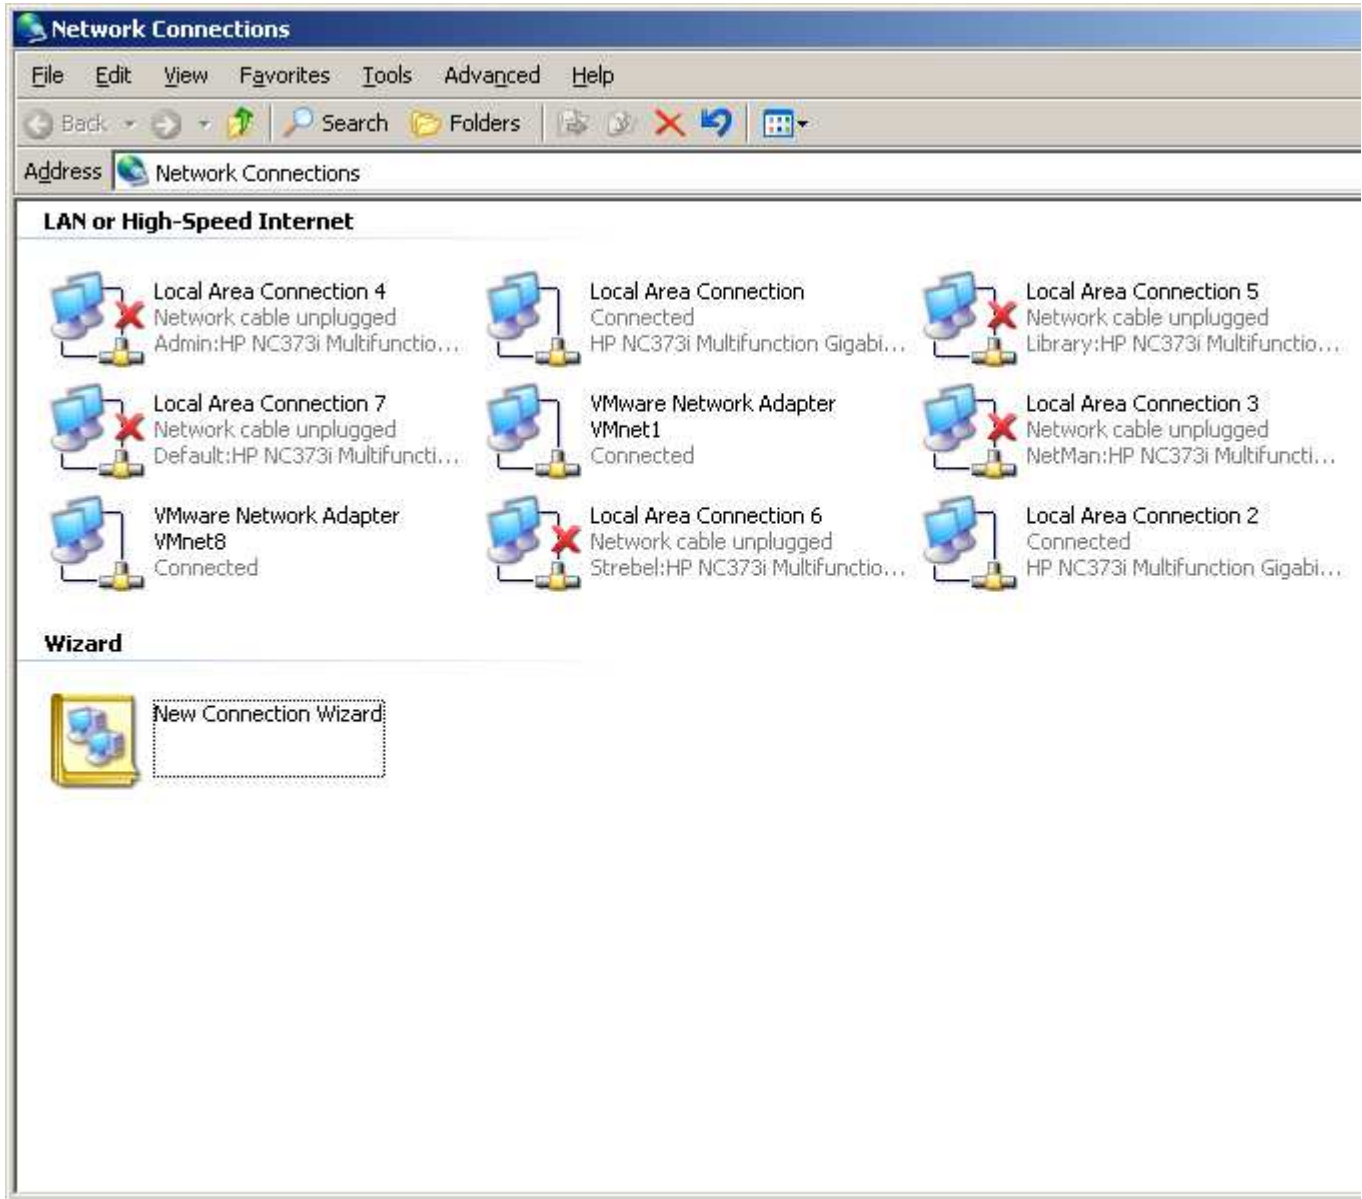 Network Connections
File Edit View Favorites Tools Advanced Help
Back Search Folders
Address Network Connections
LAN or High-Speed Internet
Local Area Connection 4
Network cable unplugged
Admin:HP NC373i Multifunctio...
Local Area Connection
Connected
HP NC373i Multifunction Gigabi...
Local Area Connection 5
Network cable unplugged
Library:HP NC373i Multifunctio...
Local Area Connection 7
Network cable unplugged
Default:HP NC373i Multifuncti...
VMware Network Adapter
VMnet1
Connected
Local Area Connection 3
Network cable unplugged
NetMan:HP NC373i Multifuncti...
VMware Network Adapter
VMnet8
Connected
Local Area Connection 6
Network cable unplugged
Strebel:HP NC373i Multifunctio...
Local Area Connection 2
Connected
HP NC373i Multifunction Gigabi...
Wizard
New Connection Wizard